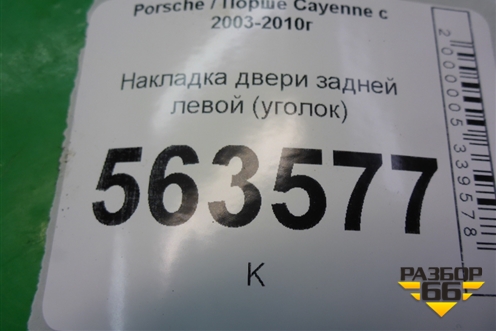 Porsche / Порше Cayenne с
2003-2010г
Накладка двери задней
левой (уголок)
563577
К
2000005339578
РАЗБОР
66